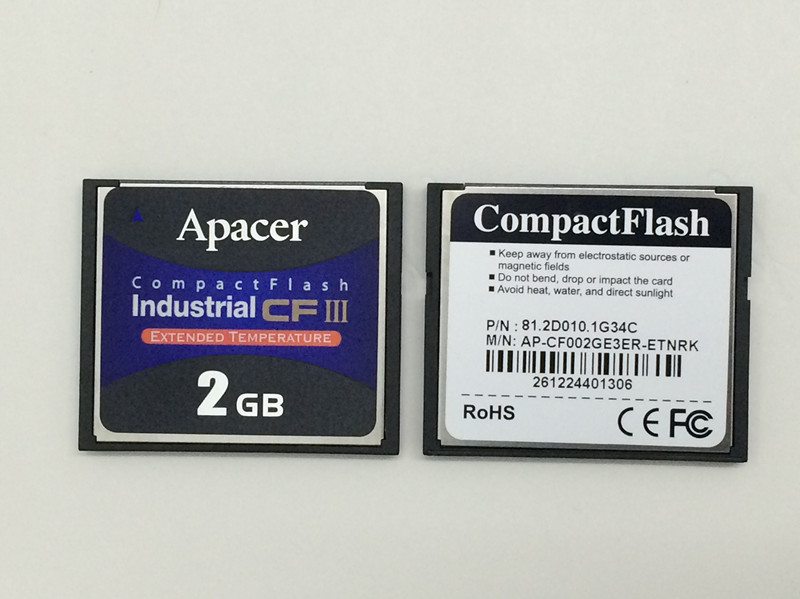 Apacer
CompactFlash
Industrial CF III
EXTENDED TEMPERATURE
2 GB
CompactFlash
■ Keep away from electrostatic sources or
magnetic fields
■ Do not bend, drop or impact the card
■ Avoid heat, water, and direct sunlight
P/N : 81.2D010.1G34C
M/N: AP-CF002GE3ER-ETNRK
261224401306
RoHS CE FC